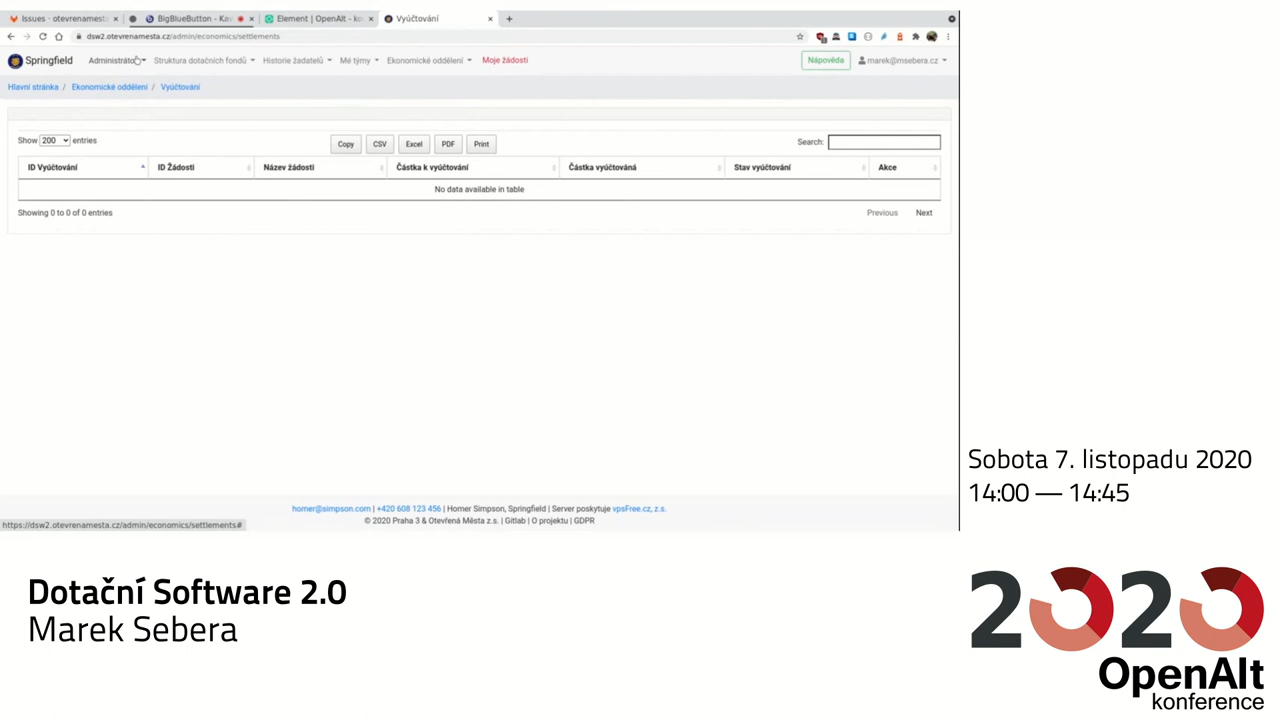 Issues · otevrenamest
BigBlueButton - Kav
Element | OpenAlt - ko
Vyúčtování
dsw2.otevrenamesta.cz/admin/economics/settlements
Springfield
Administrátoř
Struktura dotačních fondů
Historie žadatelů
Mé týmy
Ekonomické oddělení
Moje žádosti
Nápověda
marek@msebera.cz
Hlavní stránka / Ekonomické oddělení / Vyúčtování
Show 200 entries
Copy
CSV
Excel
PDF
Print
Search:
ID Vyúčtování
ID Žádosti
Název žádosti
Částka k vyúčtování
Částka vyúčtováná
Stav vyúčtování
Akce
No data available in table
Showing 0 to 0 of 0 entries
Previous
Next
homer@simpson.com | +420 608 123 456 | Homer Simpson, Springfield | Server poskytuje vpsFree.cz, z.s.
© 2020 Praha 3 & Otevřená Města z.s. | Gitlab | O projektu | GDPR
https://dsw2.otevrenamesta.cz/admin/economics/settlements#
Sobota 7. listopadu 2020
14:00 — 14:45
Dotační Software 2.0
Marek Sebera
2020
OpenAlt
konference